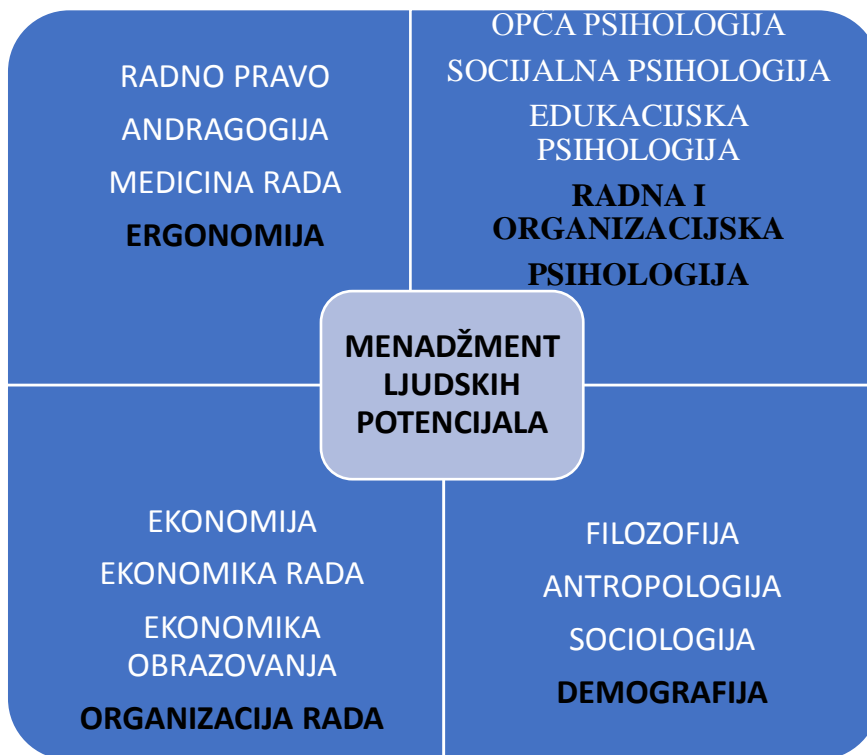 RADNO PRAVO
ANDRAGOGIJA
MEDICINA RADA
ERGONOMIJA
OPĆA PSIHOLOGIJA
SOCIJALNA PSIHOLOGIJA
EDUKACIJSKA
PSIHOLOGIJA
RADNA I
ORGANIZACIJSKA
PSIHOLOGIJA
MENADŽMENT
LJUDSKIH
POTENCIJALA
EKONOMIJA
EKONOMIKA RADA
EKONOMIKA
OBRAZOVANJA
ORGANIZACIJA RADA
FILOZOFIJA
ANTROPOLOGIJA
SOCIOLOGIJA
DEMOGRAFIJA